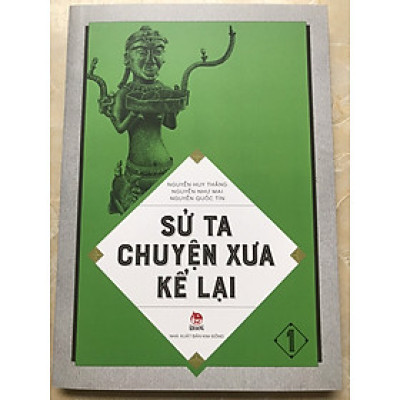 NGUYỄN HUY THẮNG
NGUYỄN NHƯ MAI
NGUYỄN QUỐC TÍN
SỬ TA
CHUYỆN XƯA
KỂ LẠI
NHÀ XUẤT BẢN KIM ĐỒNG
1